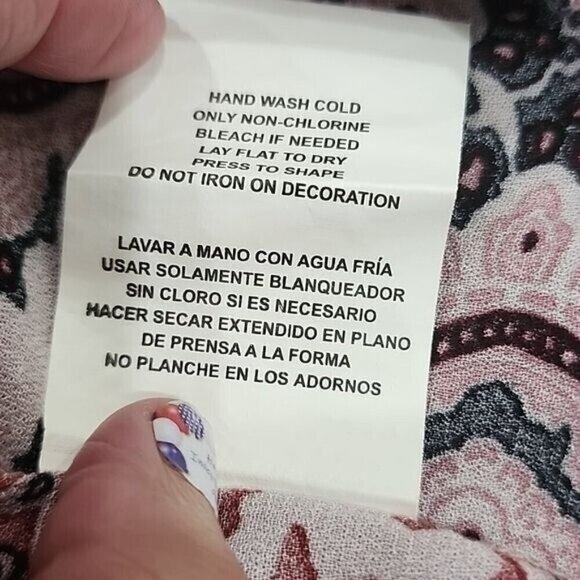 HAND WASH COLD
ONLY NON-CHLORINE
BLEACH IF NEEDED
LAY FLAT TO DRY
PRESS TO SHAPE
DO NOT IRON ON DECORATION
LAVAR A MANO CON AGUA FRÍA
USAR SOLAMENTE BLANQUEADOR
SIN CLORO SI ES NECESARIO
HACER SECAR EXTENDIDO EN PLANO
DE PRENSA A LA FORMA
NO PLANCHE EN LOS ADORNOS